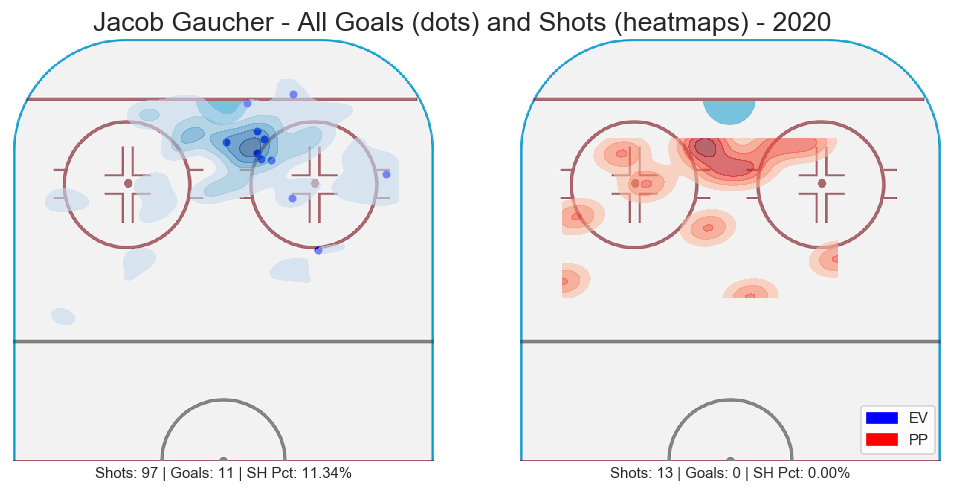 Jacob Gaucher - All Goals (dots) and Shots (heatmaps) - 2020
EV
PP
Shots: 97 | Goals: 11 | SH Pct: 11.34%
Shots: 13 | Goals: 0 | SH Pct: 0.00%